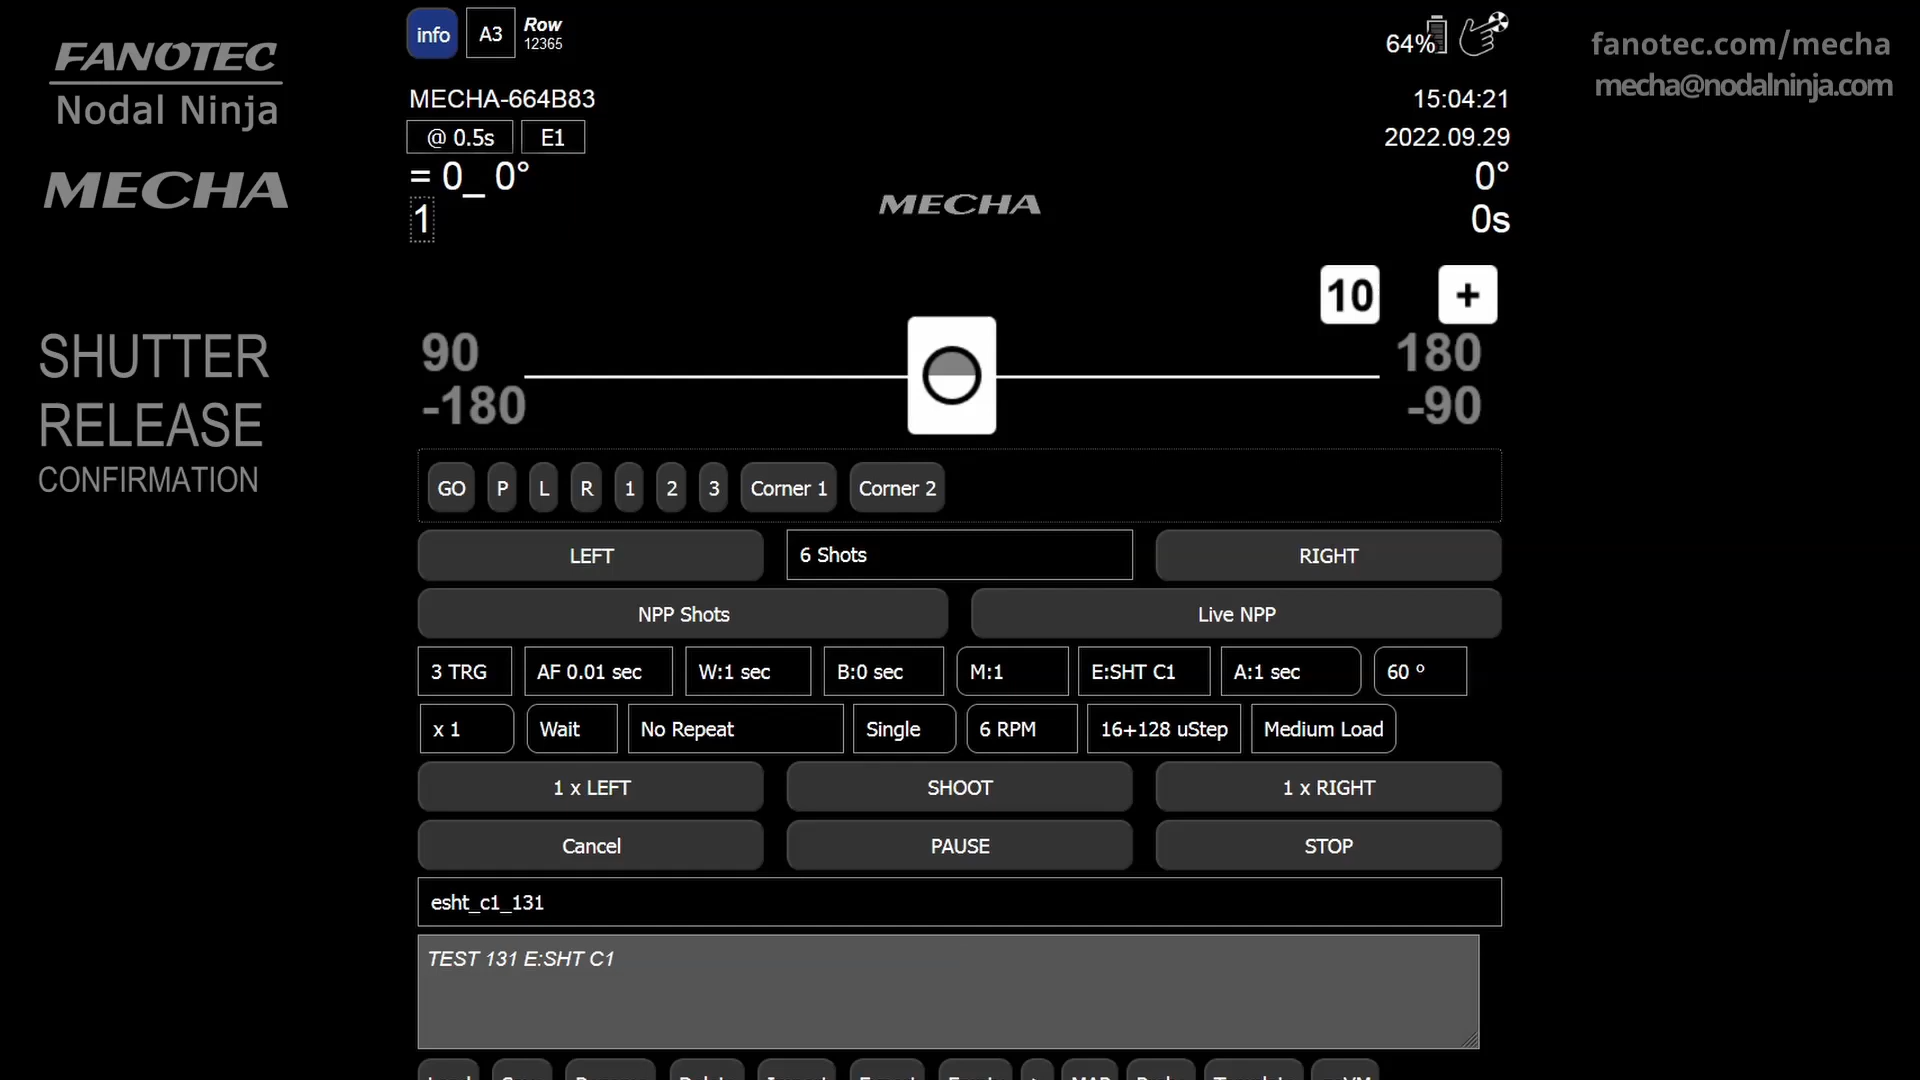 FANOTEC
Nodal Ninja
MECHA
SHUTTER
RELEASE
CONFIRMATION
info A3 Row
12365
64%
fanotec.com/mecha
mecha@nodalninja.com
MECHA-664B83
15:04:21
@ 0.5s E1
2022.09.29
= 0_ 0°
0°
1
0s
MECHA
10 +
90 180
-180 -90
GO P L R 1 2 3 Corner 1 Corner 2
LEFT 6 Shots RIGHT
NPP Shots Live NPP
3 TRG AF 0.01 sec W:1 sec B:0 sec M:1 E:SHT C1 A:1 sec 60 °
x 1 Wait No Repeat Single 6 RPM 16+128 uStep Medium Load
1 x LEFT SHOOT 1 x RIGHT
Cancel PAUSE STOP
esht_c1_131
TEST 131 E:SHT C1